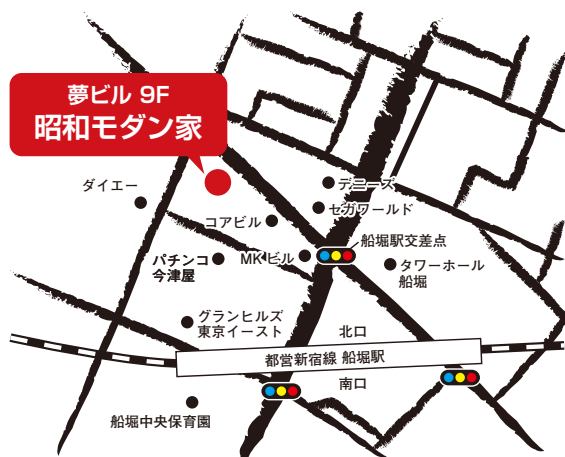 夢ビル 9F
昭和モダン家
ダイエー
デニーズ
セガワールド
コアビル
船堀駅交差点
パチンコ
今津屋
MK ビル
タワーホール
船堀
グランヒルズ
東京イースト
北口
都営新宿線 船堀駅
南口
船堀中央保育園